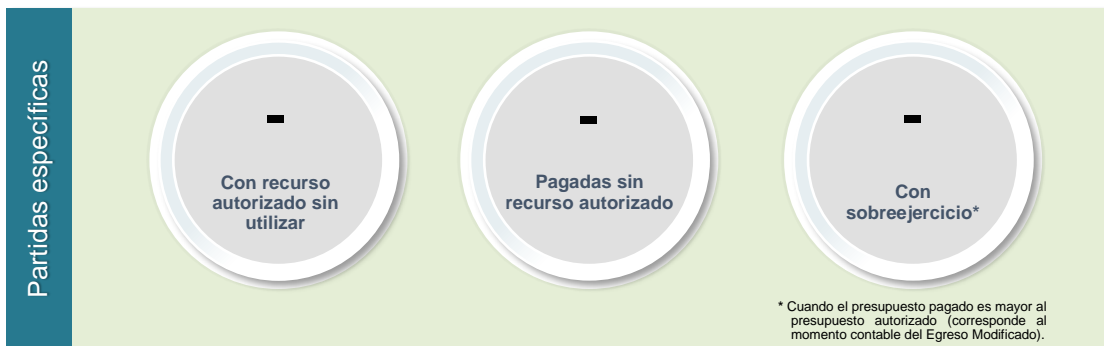 Partidas específicas
-
Con recurso
autorizado sin
utilizar
-
Pagadas sin
recurso autorizado
-
Con
sobreejercicio*
* Cuando el presupuesto pagado es mayor al
presupuesto autorizado (corresponde al
momento contable del Egreso Modificado).